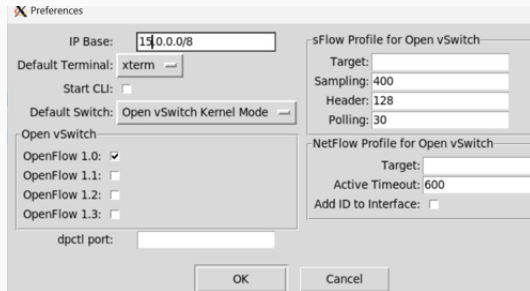 Preferences
IP Base: 15.0.0.0/8
Default Terminal: xterm
Start CLI:
Default Switch: Open vSwitch Kernel Mode
Open vSwitch
OpenFlow 1.0:
OpenFlow 1.1:
OpenFlow 1.2:
OpenFlow 1.3:
dpctl port:
sFlow Profile for Open vSwitch
Target:
Sampling: 400
Header: 128
Polling: 30
NetFlow Profile for Open vSwitch
Target:
Active Timeout: 600
Add ID to Interface:
OK
Cancel